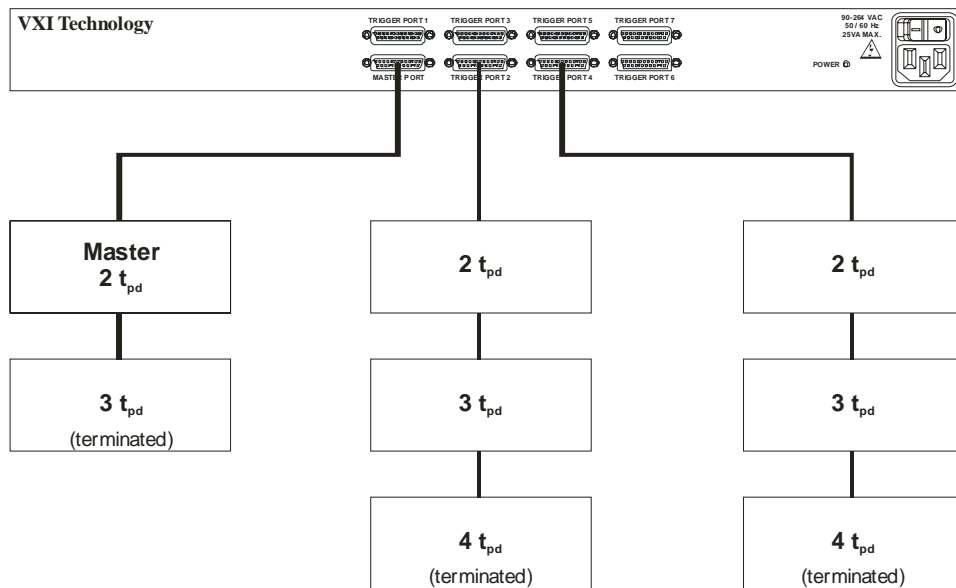 VXI Technology
TRIGGER PORT 1
TRIGGER PORT 3
TRIGGER PORT 5
TRIGGER PORT 7
MASTER PORT
TRIGGER PORT 2
TRIGGER PORT 4
TRIGGER PORT 6
90-264 VAC
50 / 60 Hz
25VA MAX.
POWER
Master
2 tpd
2 tpd
2 tpd
3 tpd
(terminated)
3 tpd
3 tpd
4 tpd
(terminated)
4 tpd
(terminated)